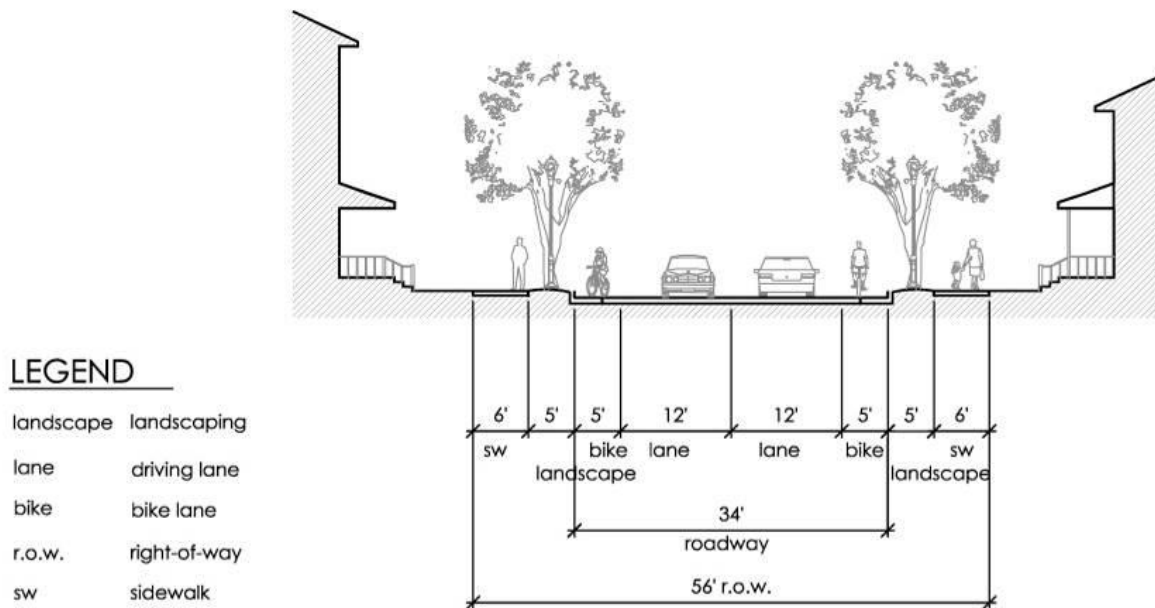 LEGEND
landscape landscaping
lane driving lane
bike bike lane
r.o.w. right-of-way
sw sidewalk
6' 5' 5' 12' 12' 5' 5' 6'
sw bike lane lane bike sw
landscape landscape
34'
roadway
56' r.o.w.